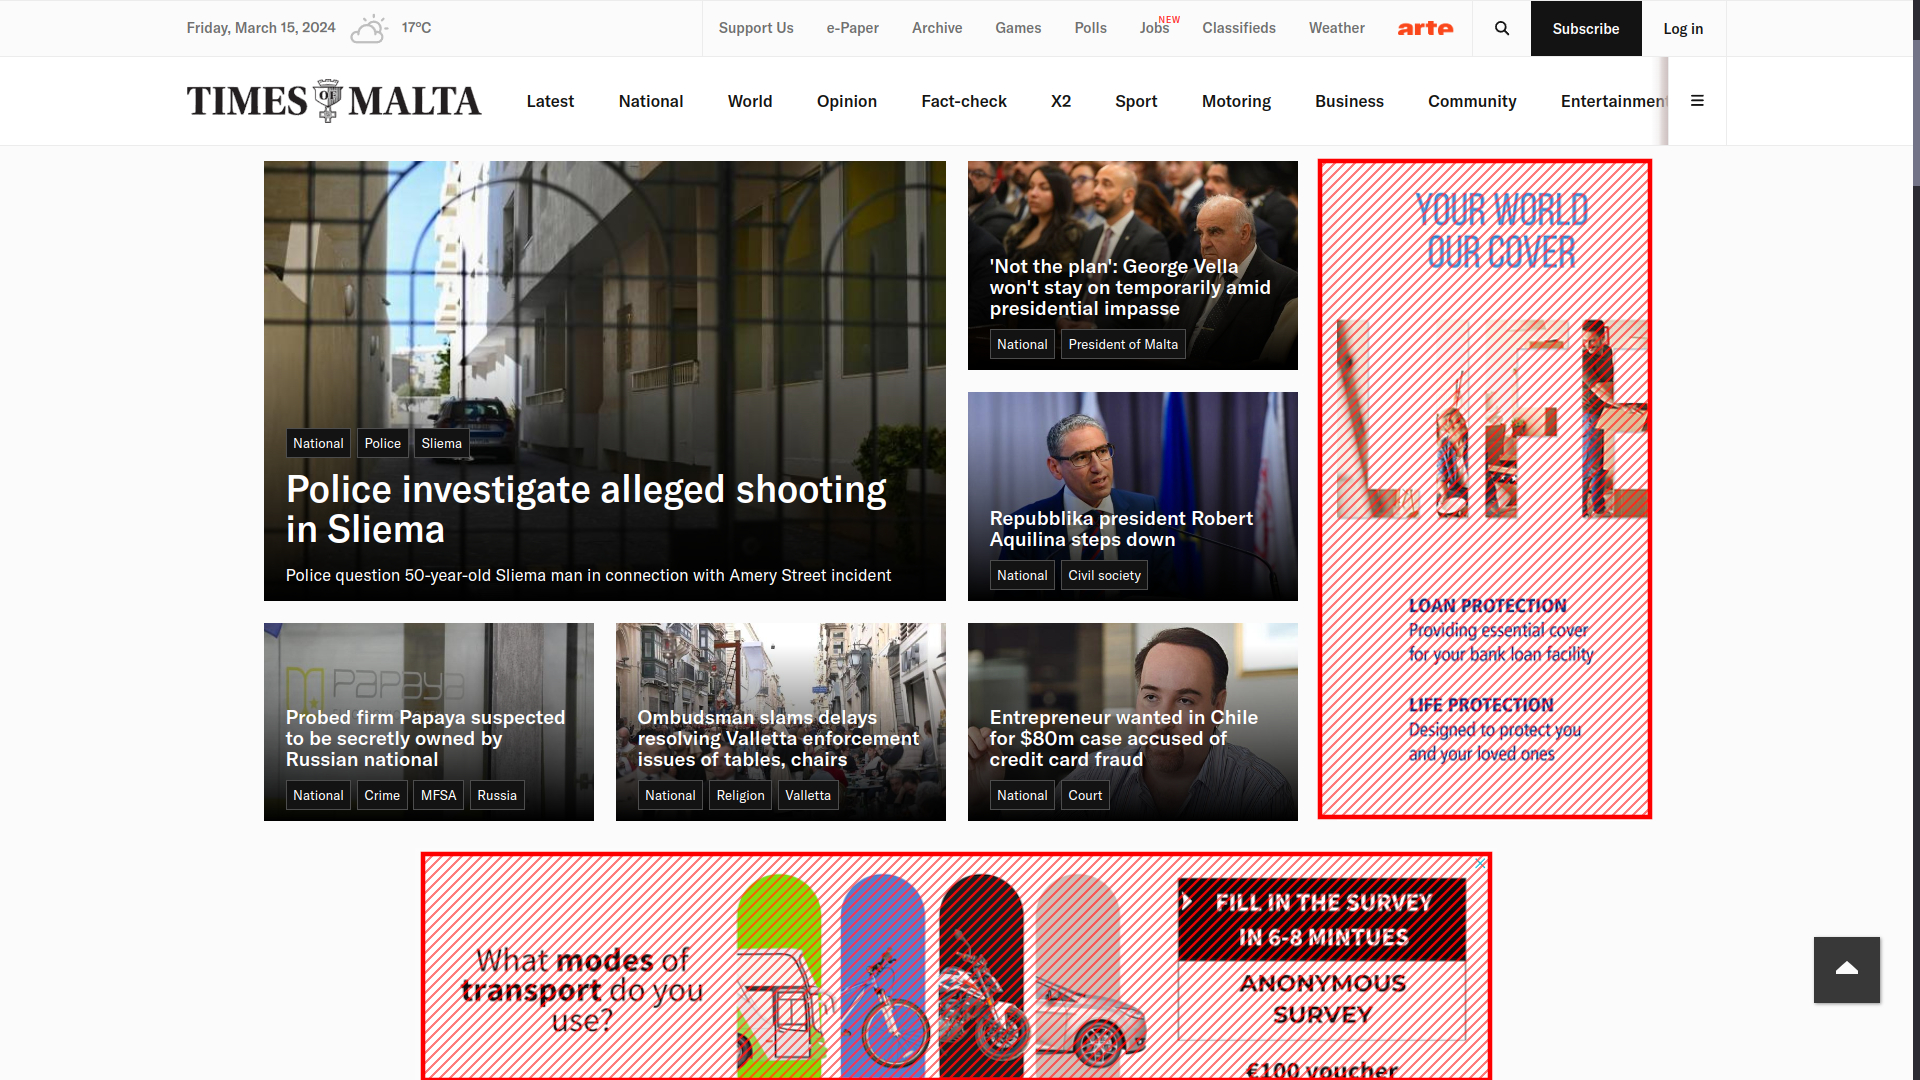 Friday, March 15, 2024 17°C
Support Us e-Paper Archive Games Polls Jobs NEW Classifieds Weather arte Subscribe Log in
TIMES OF MALTA
Latest National World Opinion Fact-check X2 Sport Motoring Business Community Entertainment
National Police Sliema
Police investigate alleged shooting
in Sliema
Police question 50-year-old Sliema man in connection with Amery Street incident
'Not the plan': George Vella
won't stay on temporarily amid
presidential impasse
National President of Malta
Repubblika president Robert
Aquilina steps down
National Civil society
PAPAYA
Probed firm Papaya suspected
to be secretly owned by
Russian national
National Crime MFSA Russia
Ombudsman slams delays
resolving Valletta enforcement
issues of tables, chairs
National Religion Valletta
Entrepreneur wanted in Chile
for $80m case accused of
credit card fraud
National Court
YOUR WORLD
OUR COVER
LIFE
LOAN PROTECTION
Providing essential cover
for your bank loan facility
LIFE PROTECTION
Designed to protect you
and your loved ones
What modes of
transport do you
use?
FILL IN THE SURVEY
IN 6-8 MINTUES
ANONYMOUS
SURVEY
€100 voucher